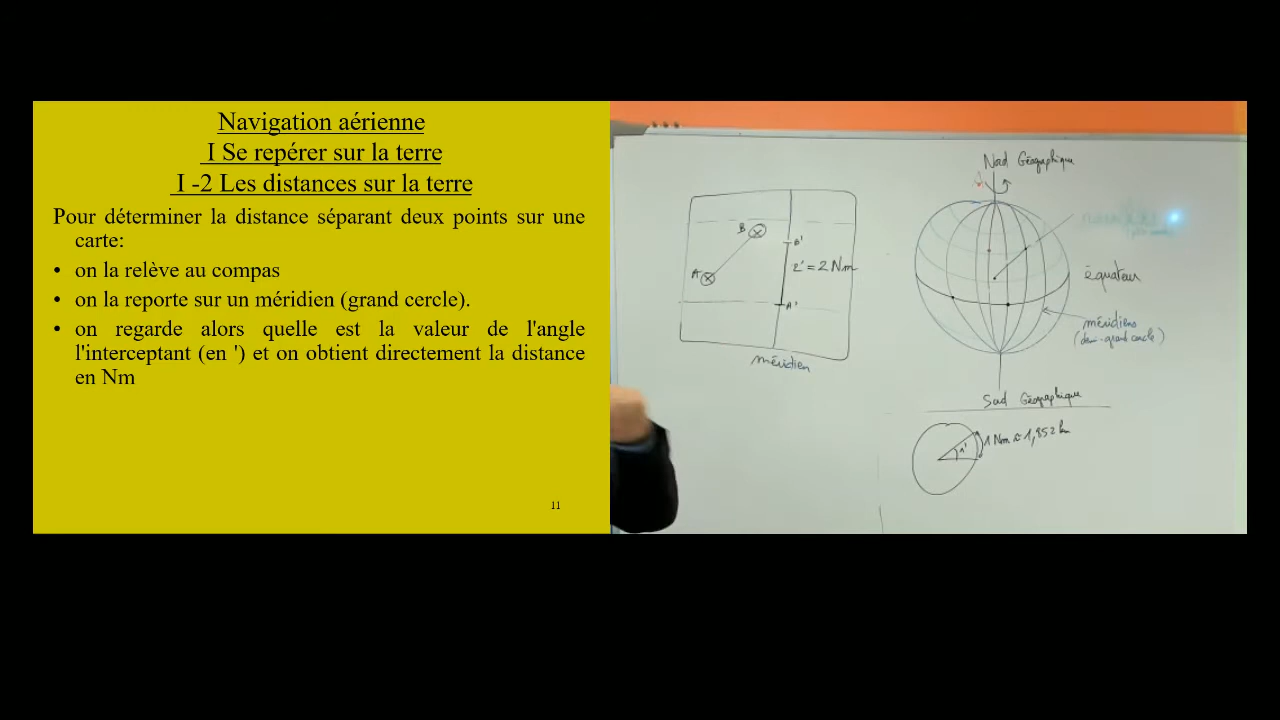 Navigation aérienne
I Se repérer sur la terre
I -2 Les distances sur la terre
Pour déterminer la distance séparant deux points sur une
carte:
• on la relève au compas
• on la reporte sur un méridien (grand cercle).
• on regarde alors quelle est la valeur de l'angle
l'interceptant (en ') et on obtient directement la distance
en Nm
11
B
A
B'
2' = 2 Nm
A'
méridien
Nord Géographique
équateur
méridiens
(demi-grand cercle)
Sud Géographique
1'
1 Nm ≈ 1,852 km